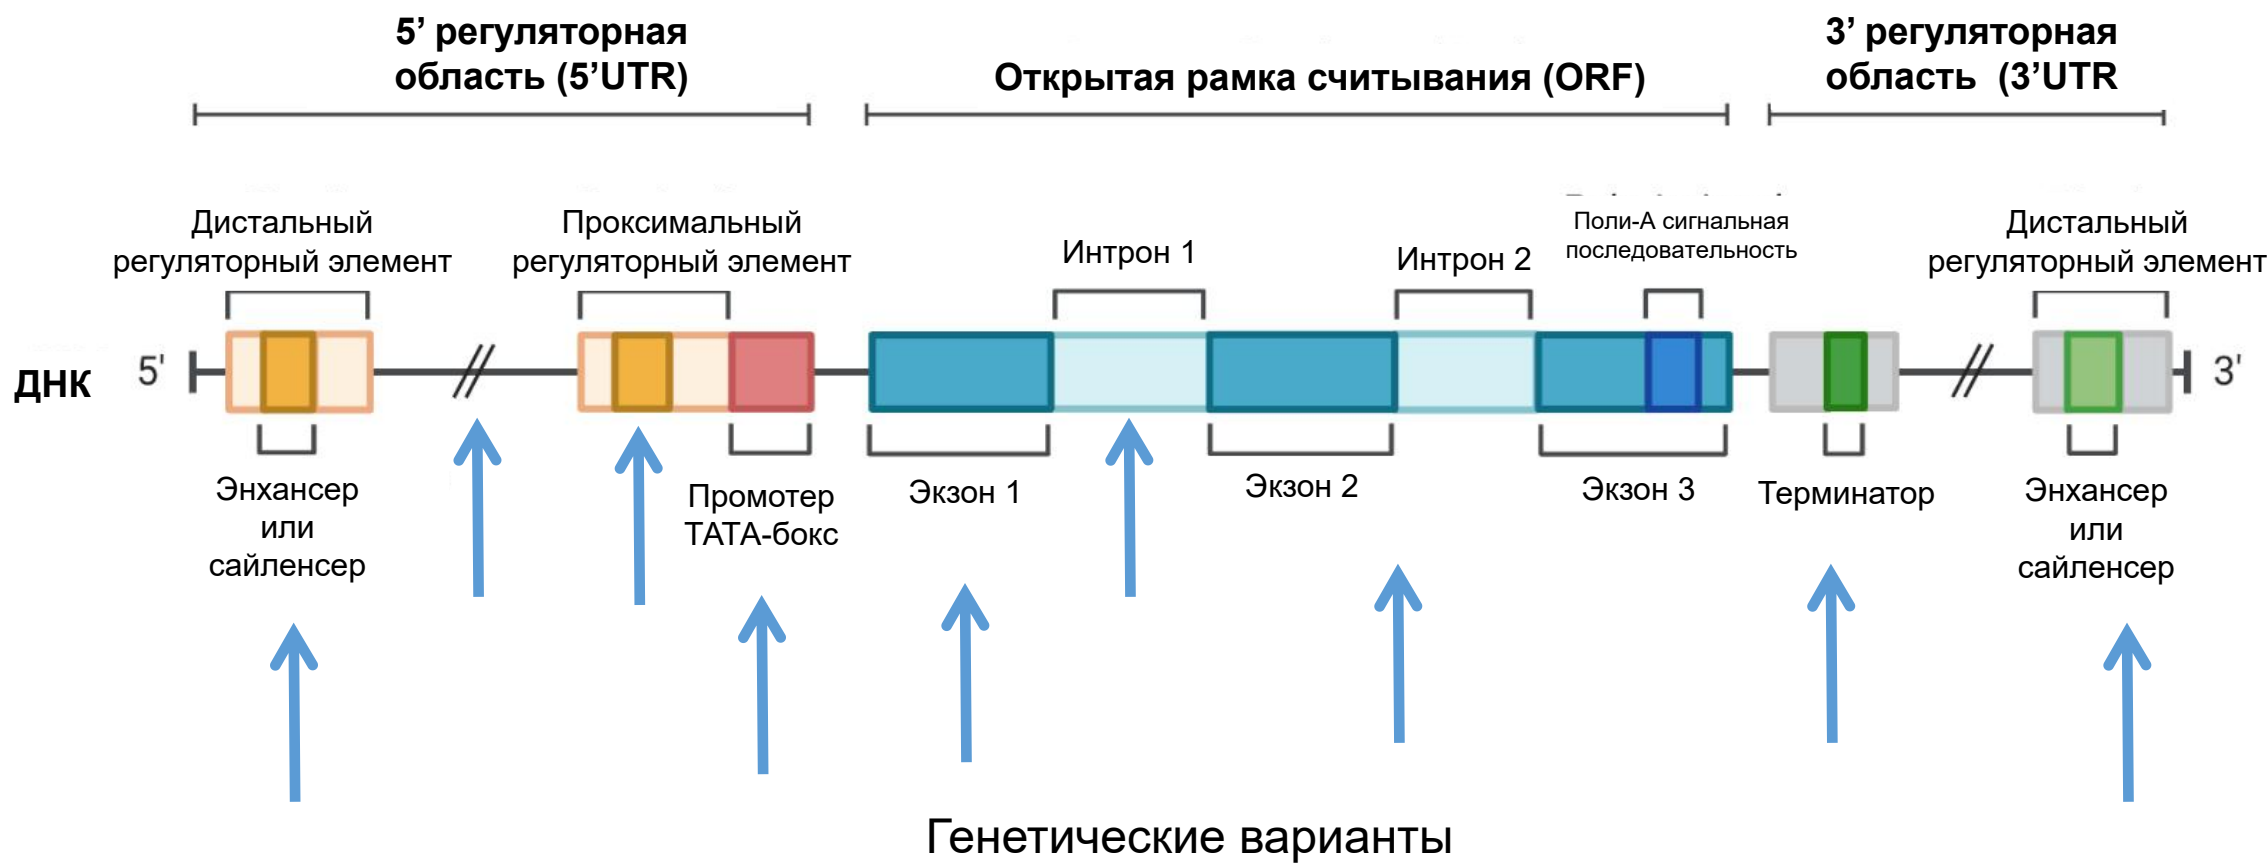 5’ регуляторная
область (5’UTR)
Открытая рамка считывания (ORF)
3’ регуляторная
область (3’UTR
Дистальный
регуляторный элемент
Проксимальный
регуляторный элемент
Интрон 1
Интрон 2
Поли-А сигнальная
последовательность
Дистальный
регуляторный элемент
ДНК
5'
3'
Энхансер
или
сайленсер
Промотер
ТАТА-бокс
Экзон 1
Экзон 2
Экзон 3
Терминатор
Энхансер
или
сайленсер
Генетические варианты